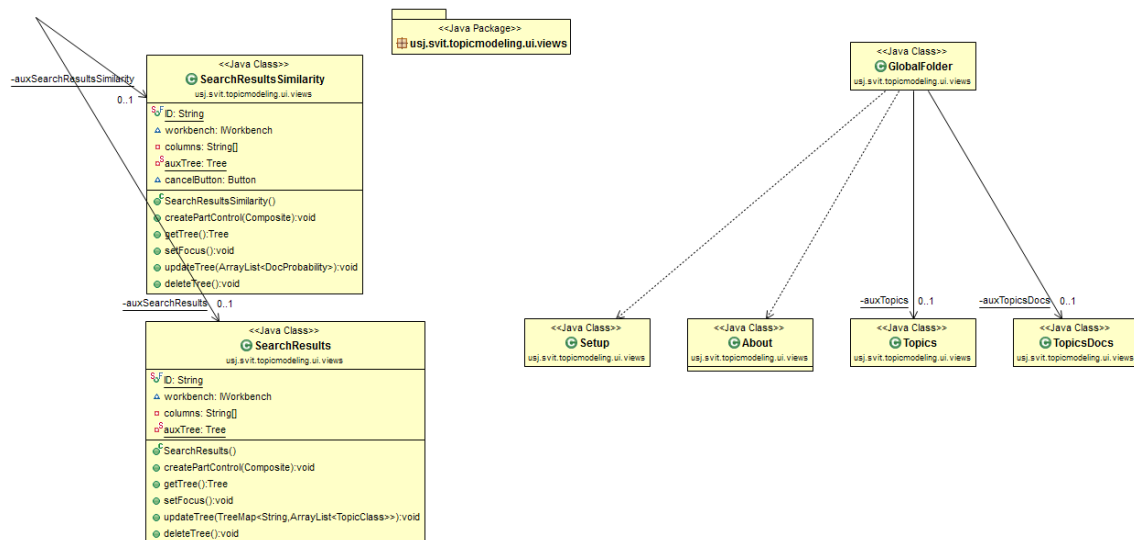 <<Java Package>>
usj.svit.topicmodeling.ui.views
<<Java Class>>
SearchResultsSimilarity
usj.svit.topicmodeling.ui.views
ID: String
workbench: IWorkbench
columns: String[]
auxTree: Tree
cancelButton: Button
SearchResultsSimilarity()
createPartControl(Composite):void
getTree():Tree
setFocus():void
updateTree(ArrayList<DocProbability>):void
deleteTree():void
-auxSearchResultsSimilarity
0..1
-auxSearchResults 0..1
<<Java Class>>
SearchResults
usj.svit.topicmodeling.ui.views
ID: String
workbench: IWorkbench
columns: String[]
auxTree: Tree
SearchResults()
createPartControl(Composite):void
getTree():Tree
setFocus():void
updateTree(TreeMap<String,ArrayList<TopicClass>>):void
deleteTree():void
<<Java Class>>
GlobalFolder
usj.svit.topicmodeling.ui.views
-auxTopics 0..1
-auxTopicsDocs 0..1
<<Java Class>>
Setup
usj.svit.topicmodeling.ui.views
<<Java Class>>
About
usj.svit.topicmodeling.ui.views
<<Java Class>>
Topics
usj.svit.topicmodeling.ui.views
<<Java Class>>
TopicsDocs
usj.svit.topicmodeling.ui.views